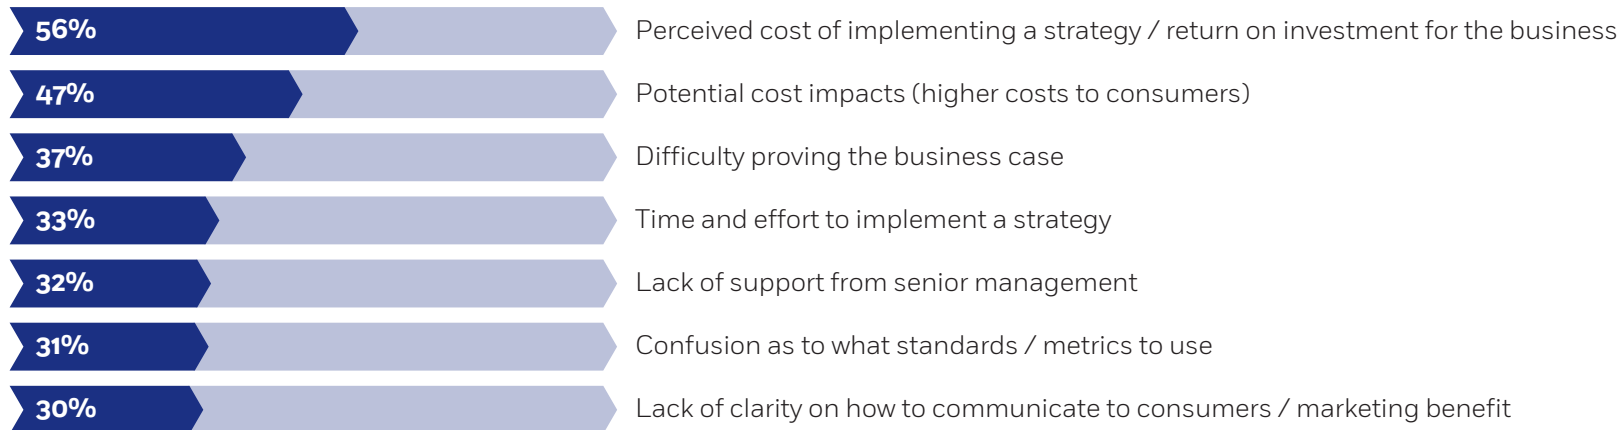 56% Perceived cost of implementing a strategy / return on investment for the business
47% Potential cost impacts (higher costs to consumers)
37% Difficulty proving the business case
33% Time and effort to implement a strategy
32% Lack of support from senior management
31% Confusion as to what standards / metrics to use
30% Lack of clarity on how to communicate to consumers / marketing benefit